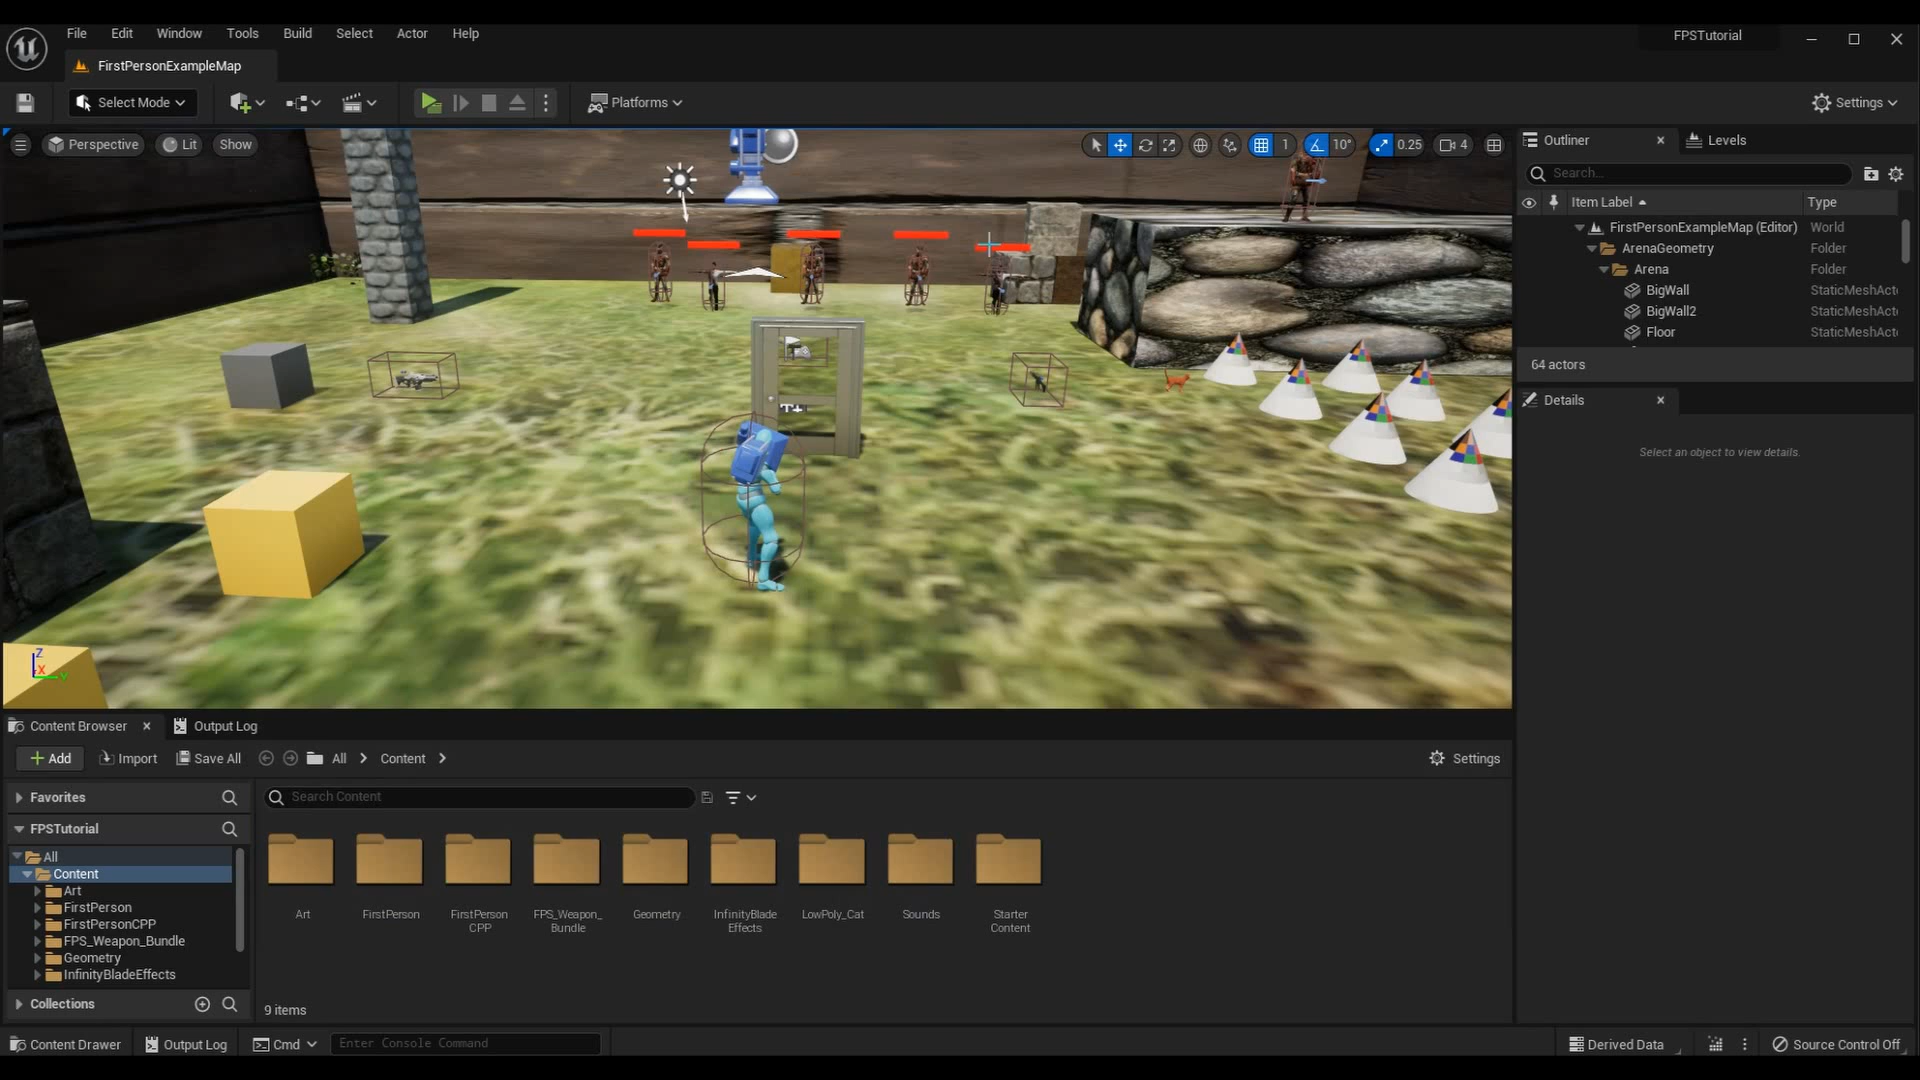 File Edit Window Tools Build Select Actor Help
FPSTutorial
FirstPersonExampleMap
Select Mode
Platforms
Settings
Perspective Lit Show
1 10° 0.25 4
Outliner Levels
Search...
Item Label Type
FirstPersonExampleMap (Editor) World
ArenaGeometry Folder
Arena Folder
BigWall StaticMeshAct
BigWall2 StaticMeshAct
Floor StaticMeshAct
64 actors
Details
Select an object to view details.
Z
X
Y
Content Browser Output Log
Add Import Save All All Content Settings
Favorites
Search Content
FPSTutorial
All
Content
Art
FirstPerson
FirstPersonCPP
FPS_Weapon_Bundle
Geometry
InfinityBladeEffects
Collections
Art
FirstPerson
FirstPerson
CPP
FPS_Weapon_
Bundle
Geometry
InfinityBlade
Effects
LowPoly_Cat
Sounds
Starter
Content
9 items
Content Drawer Output Log Cmd Enter Console Command Derived Data Source Control Off